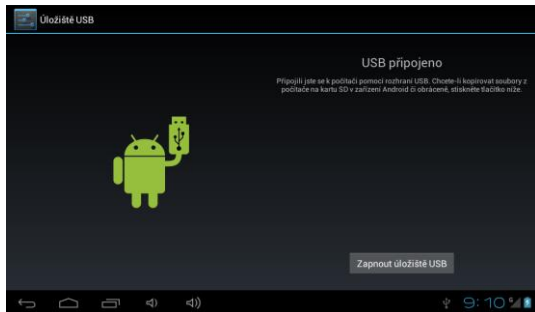 Úložiště USB
USB připojeno
Připojili jste se k počítači pomocí rozhraní USB. Chcete-li kopírovat soubory z
počítače na kartu SD v zařízení Android či obráceně, stiskněte tlačítko níže.
Zapnout úložiště USB
9:10